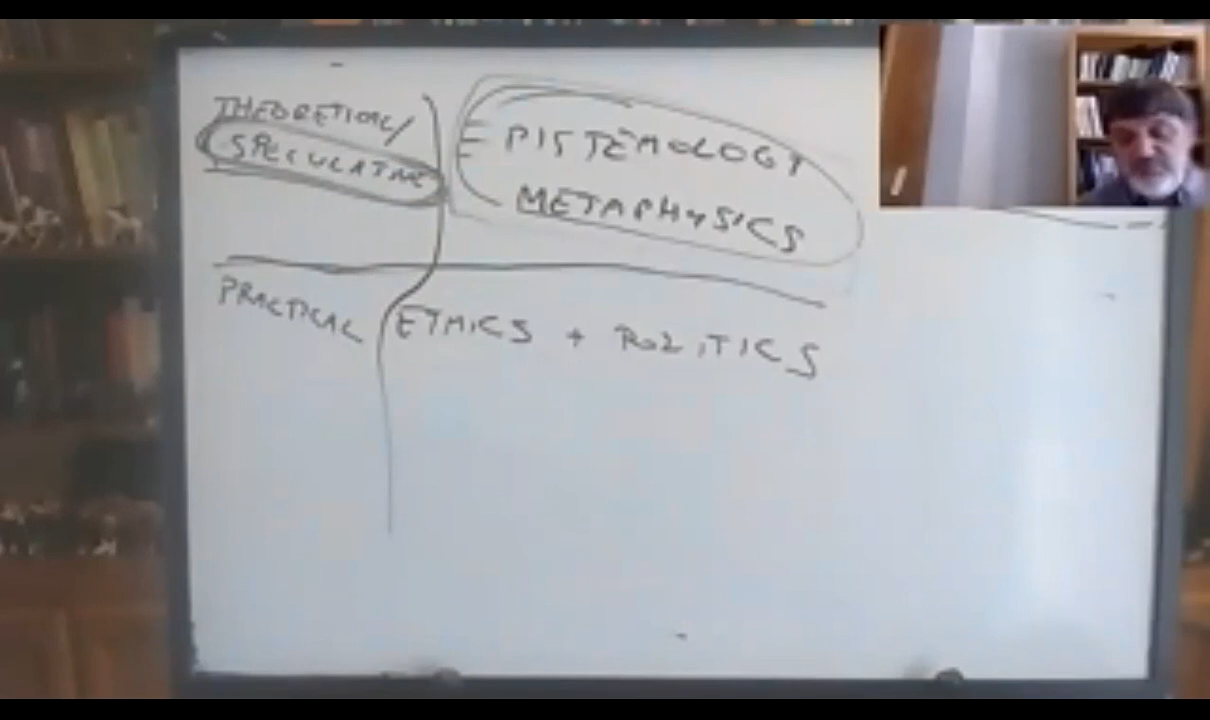 THEORETICAL/
SPECULATIVE
EPISTEMOLOGY
METAPHYSICS
PRACTICAL
ETHICS + POLITICS